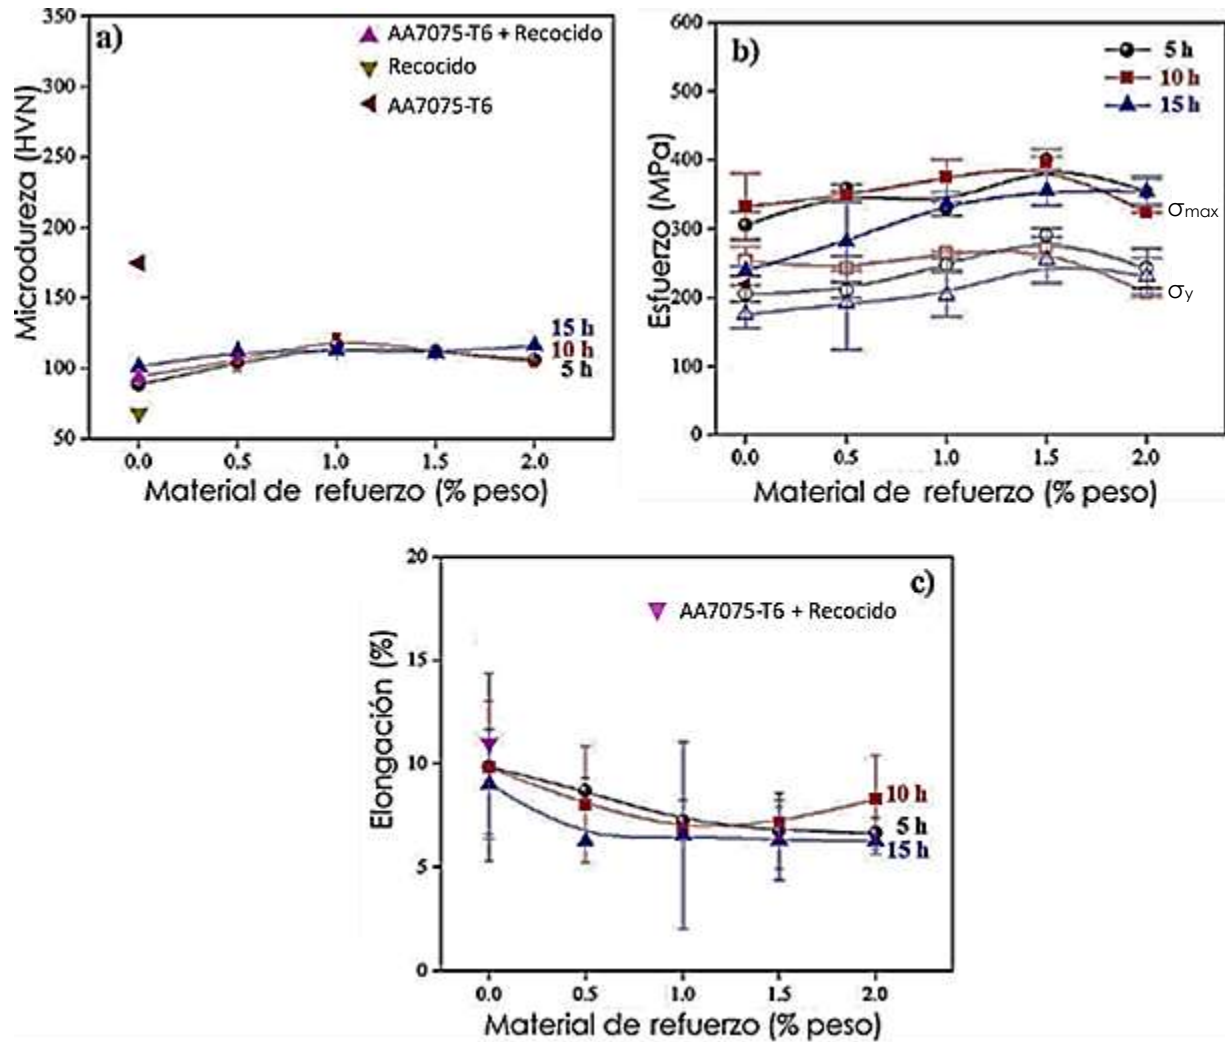 a)
AA7075-T6 + Recocido
Recocido
AA7075-T6
Microdureza (HVN)
350
300
250
200
150
100
50
15 h
10 h
5 h
0.0 0.5 1.0 1.5 2.0
Material de refuerzo (% peso)
b)
5 h
10 h
15 h
Esfuerzo (MPa)
600
500
400
300
200
100
0
σmax
σy
0.0 0.5 1.0 1.5 2.0
Material de refuerzo (% peso)
c)
AA7075-T6 + Recocido
Elongación (%)
20
15
10
5
0
10 h
5 h
15 h
0.0 0.5 1.0 1.5 2.0
Material de refuerzo (% peso)